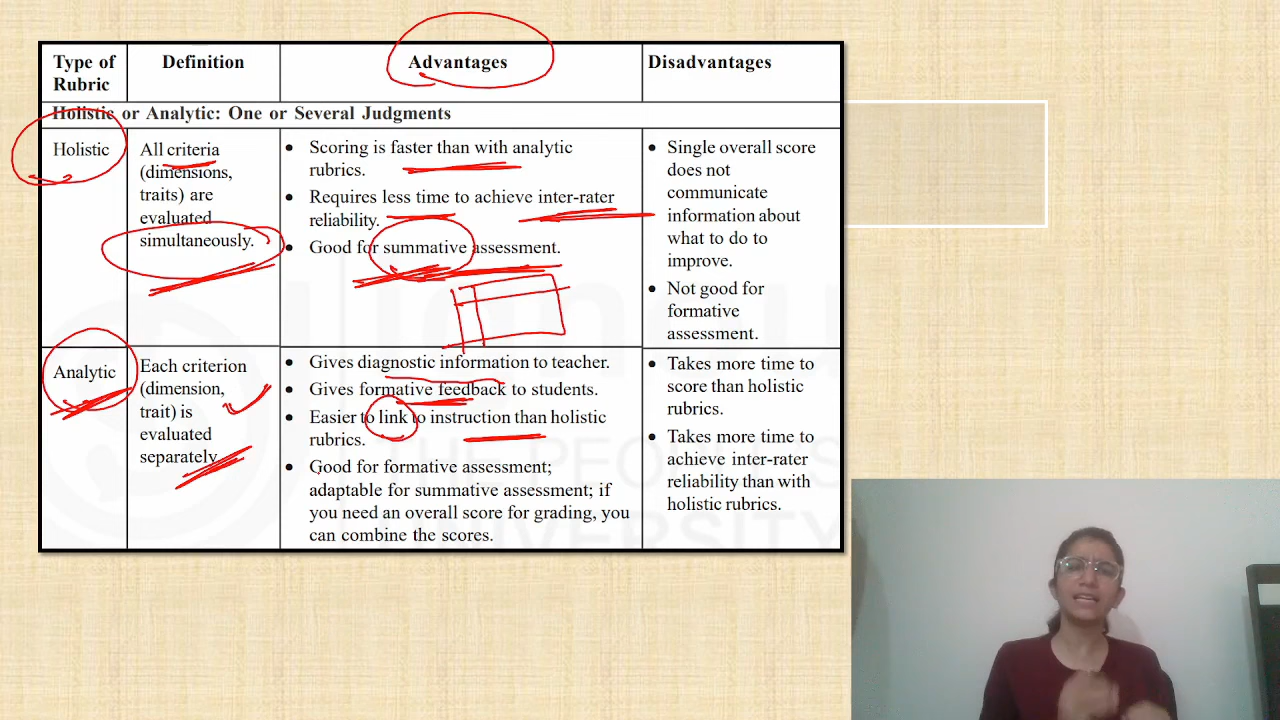 Type of Rubric
Definition
Advantages
Disadvantages
Holistic or Analytic: One or Several Judgments
Holistic
All criteria
(dimensions,
traits) are
evaluated
simultaneously.
• Scoring is faster than with analytic
rubrics.
• Requires less time to achieve inter-rater
reliability.
• Good for summative assessment.
• Single overall score
does not
communicate
information about
what to do to
improve.
• Not good for
formative
assessment.
Analytic
Each criterion
(dimension,
trait) is
evaluated
separately.
• Gives diagnostic information to teacher.
• Gives formative feedback to students.
• Easier to link to instruction than holistic
rubrics.
• Good for formative assessment;
adaptable for summative assessment; if
you need an overall score for grading, you
can combine the scores.
• Takes more time to
score than holistic
rubrics.
• Takes more time to
achieve inter-rater
reliability than with
holistic rubrics.
THE PEOPLE'S
UNIVERSITY